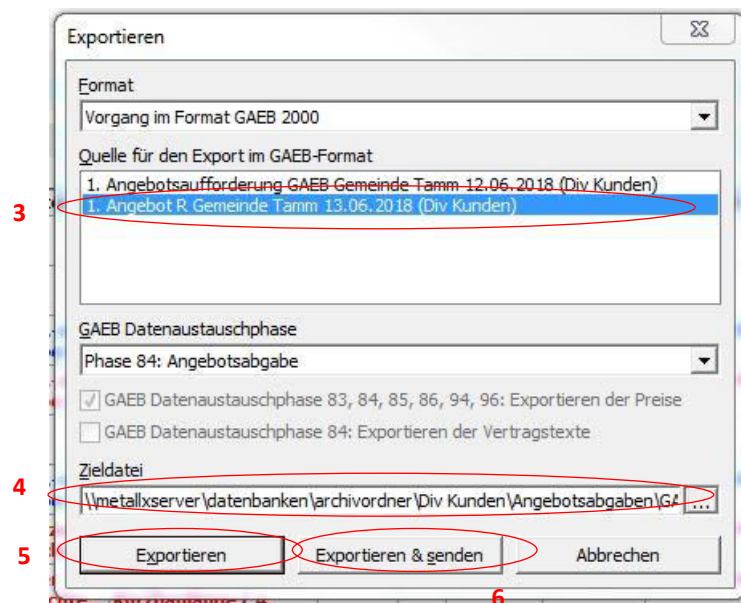 Exportieren
Format
Vorgang im Format GAEB 2000
Quelle für den Export im GAEB-Format
1. Angebotsaufforderung GAEB Gemeinde Tamm 12.06.2018 (Div Kunden)
3
1. Angebot R Gemeinde Tamm 13.06.2018 (Div Kunden)
GAEB Datenaustauschphase
Phase 84: Angebotsabgabe
GAEB Datenaustauschphase 83, 84, 85, 86, 94, 96: Exportieren der Preise
GAEB Datenaustauschphase 84: Exportieren der Vertragstexte
Zieldatei
4
\\metallxserver\datenbanken\archivordner\Div Kunden\Angebotsabgaben\GA ...
5
Exportieren Exportieren & senden Abbrechen
6